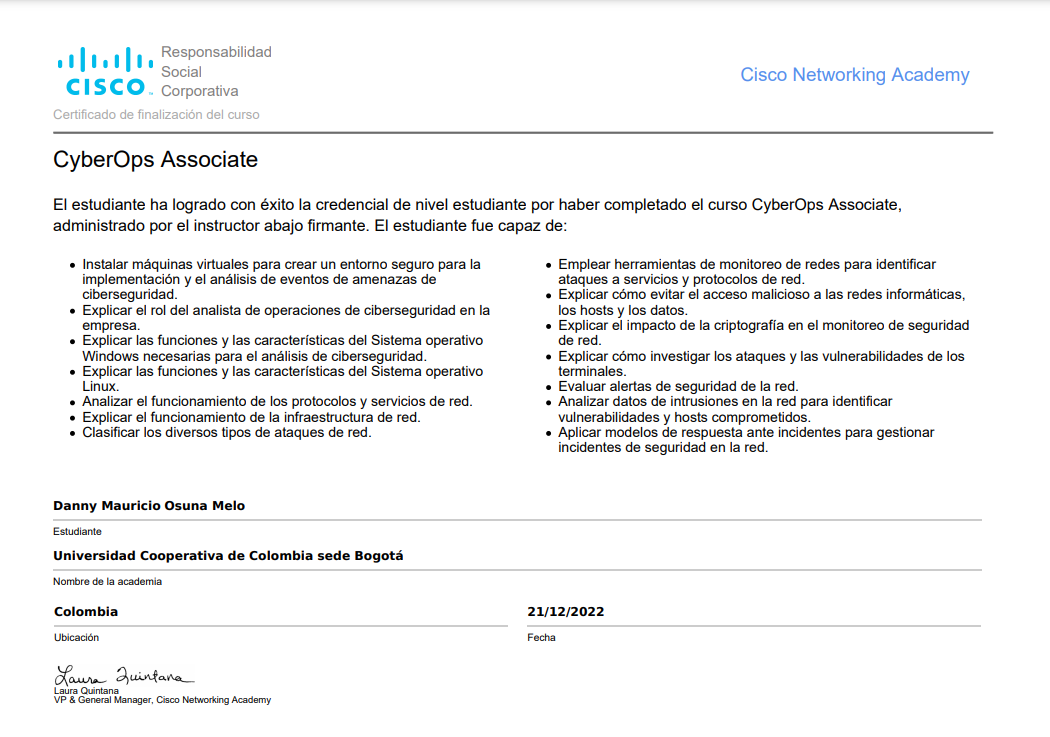 CISCO
Responsabilidad
Social
Corporativa
Cisco Networking Academy
Certificado de finalización del curso
CyberOps Associate
El estudiante ha logrado con éxito la credencial de nivel estudiante por haber completado el curso CyberOps Associate,
administrado por el instructor abajo firmante. El estudiante fue capaz de:
• Instalar máquinas virtuales para crear un entorno seguro para la
implementación y el análisis de eventos de amenazas de
ciberseguridad.
• Explicar el rol del analista de operaciones de ciberseguridad en la
empresa.
• Explicar las funciones y las características del Sistema operativo
Windows necesarias para el análisis de ciberseguridad.
• Explicar las funciones y las características del Sistema operativo
Linux.
• Analizar el funcionamiento de los protocolos y servicios de red.
• Explicar el funcionamiento de la infraestructura de red.
• Clasificar los diversos tipos de ataques de red.
• Emplear herramientas de monitoreo de redes para identificar
ataques a servicios y protocolos de red.
• Explicar cómo evitar el acceso malicioso a las redes informáticas,
los hosts y los datos.
• Explicar el impacto de la criptografía en el monitoreo de seguridad
de red.
• Explicar cómo investigar los ataques y las vulnerabilidades de los
terminales.
• Evaluar alertas de seguridad de la red.
• Analizar datos de intrusiones en la red para identificar
vulnerabilidades y hosts comprometidos.
• Aplicar modelos de respuesta ante incidentes para gestionar
incidentes de seguridad en la red.
Danny Mauricio Osuna Melo
Estudiante
Universidad Cooperativa de Colombia sede Bogotá
Nombre de la academia
Colombia
Ubicación
21/12/2022
Fecha
Laura Quintana
Laura Quintana
VP & General Manager, Cisco Networking Academy